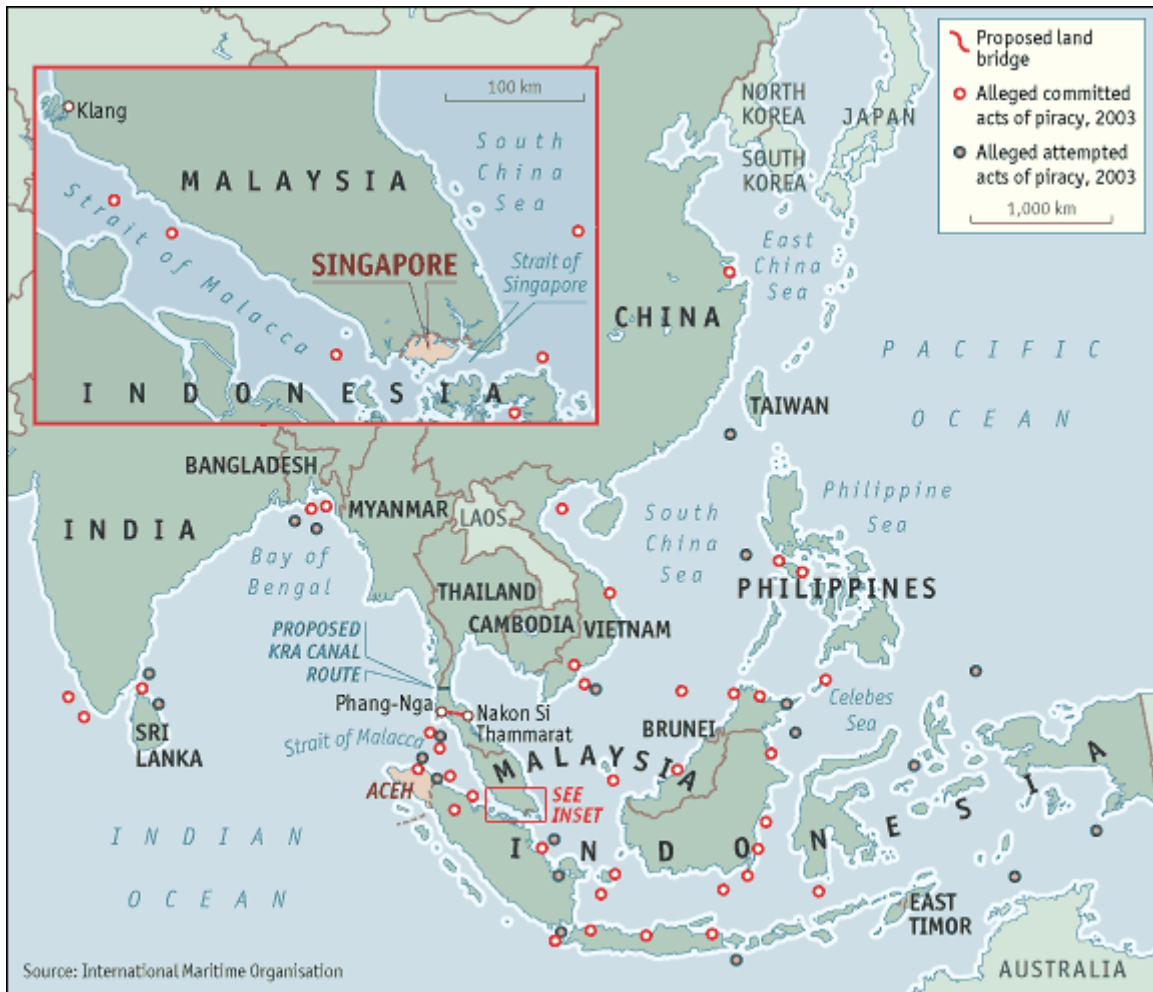 Proposed land
bridge
Alleged committed
acts of piracy, 2003
Alleged attempted
acts of piracy, 2003
1,000 km
100 km
Klang
South
China
Sea
MALAYSIA
Strait of Malacca
SINGAPORE
Strait of
Singapore
INDONESIA
NORTH
KOREA
SOUTH
KOREA
JAPAN
East
China
Sea
CHINA
PACIFIC
OCEAN
TAIWAN
BANGLADESH
INDIA
MYANMAR
LAOS
South
China
Sea
Philippine
Sea
Bay of
Bengal
THAILAND
CAMBODIA
VIETNAM
PHILIPPINES
PROPOSED
KRA CANAL
ROUTE
Phang-Nga
Nakon Si
Thammarat
SRI
LANKA
Strait of Malacca
MALAYSIA
BRUNEI
Celebes
Sea
ACEH
SEE
INSET
INDIAN
OCEAN
INDONESIA
EAST
TIMOR
AUSTRALIA
Source: International Maritime Organisation